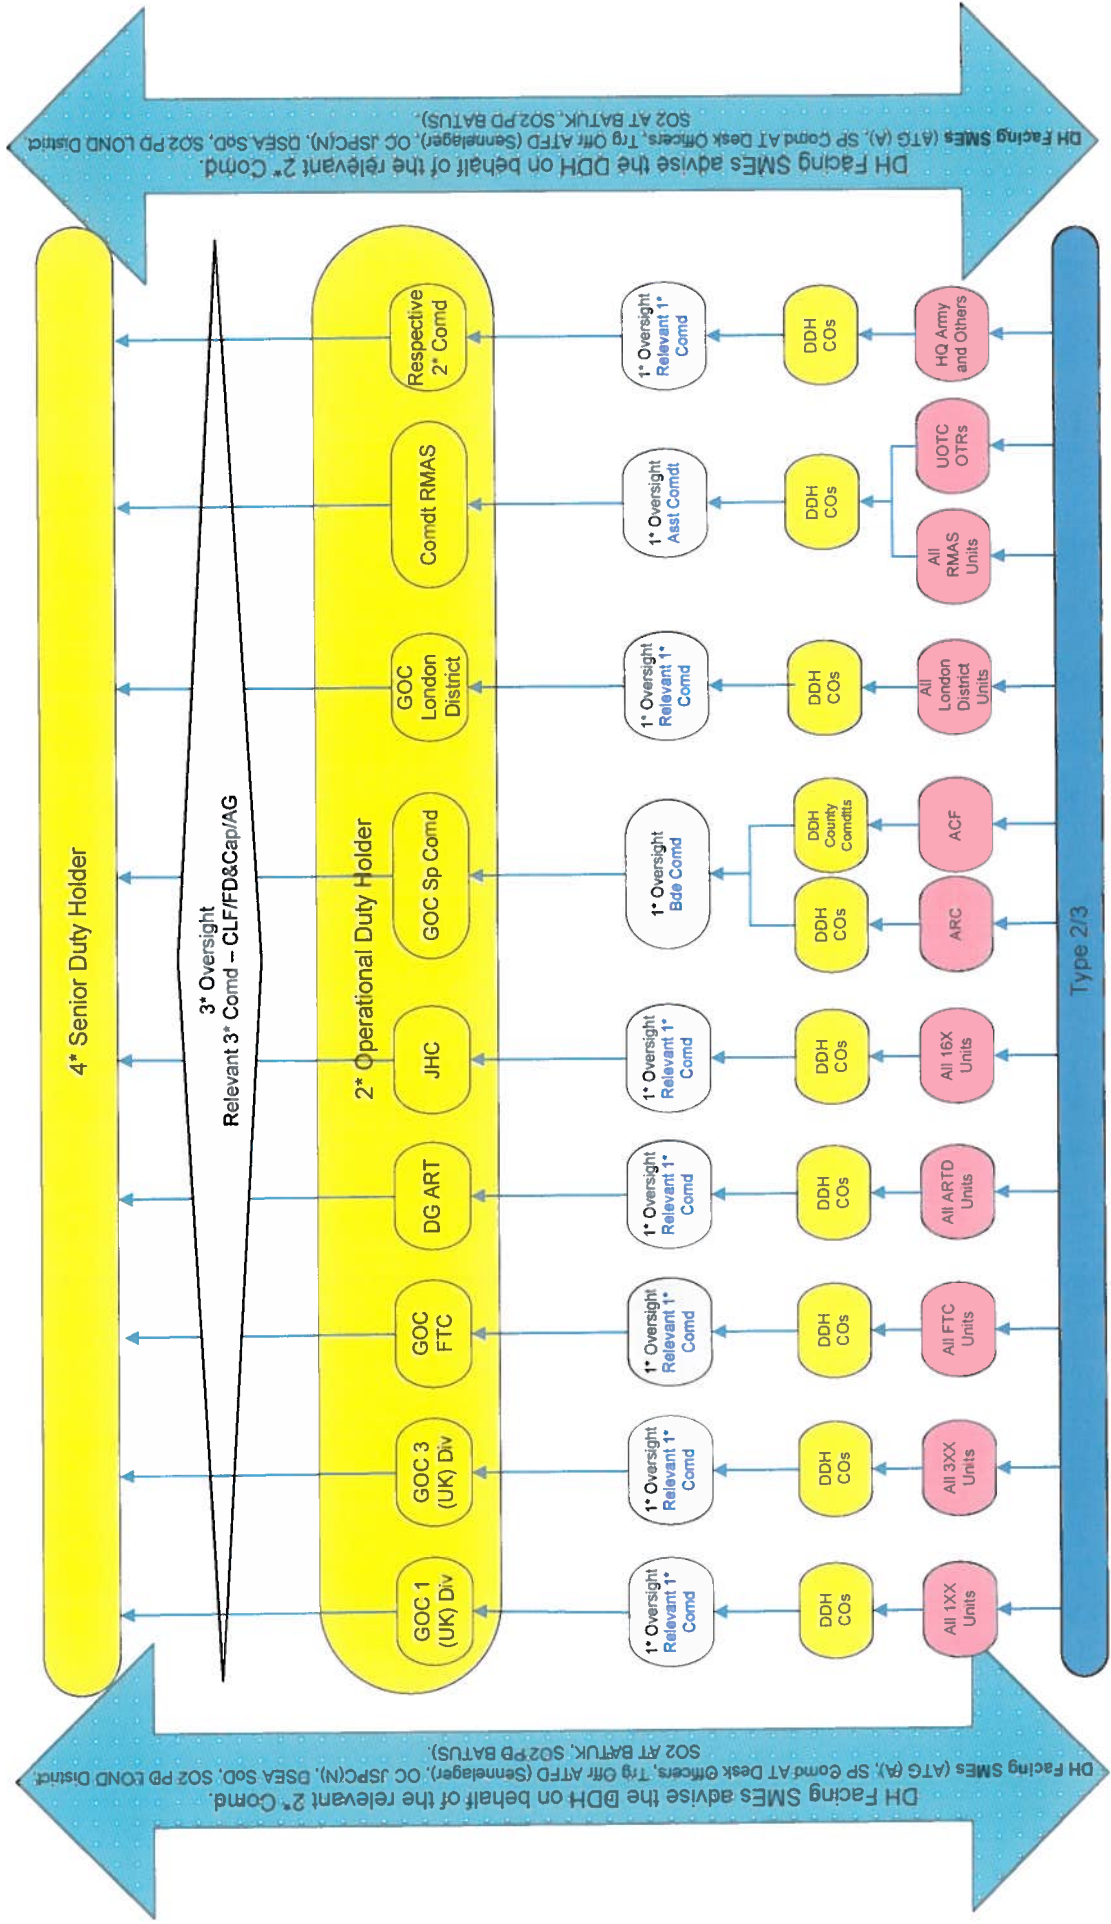 4* Senior Duty Holder
3* Oversight
Relevant 3* Comd – CLF/FD&Cap/AG
2* Operational Duty Holder
GOC 1
(UK) Div
GOC 3
(UK) Div
GOC
FTC
DG ART
JHC
GOC Sp Comd
GOC
London
District
Comdt RMAS
Respective
2* Comd
1* Oversight
Relevant 1*
Comd
1* Oversight
Relevant 1*
Comd
1* Oversight
Relevant 1*
Comd
1* Oversight
Relevant 1*
Comd
1* Oversight
Relevant 1*
Comd
1* Oversight
Bde Comd
1* Oversight
Relevant 1*
Comd
1* Oversight
Asst Comdt
1* Oversight
Relevant 1*
Comd
DDH
COs
DDH
COs
DDH
COs
DDH
COs
DDH
COs
DDH
COs
DDH
County
Comdtts
DDH
COs
DDH
COs
DDH
COs
All 1XX
Units
All 3XX
Units
All FTC
Units
All ARTD
Units
All 16X
Units
ARC
ACF
All
London
District
Units
All
RMAS
Units
UOTC
OTRs
HQ Army
and Others
Type 2/3
DH Facing SMEs advise the DDH on behalf of the relevant 2* Comd.
DH Facing SMEs (ATG (A), SP Comd AT Desk Officers, Trg Offr ATFD (Sennelager), OC JSPC(N), DSEA SoD, SO2 PD LOND District,
SO2 AT BATUK, SO2 PD BATUS).
DH Facing SMEs advise the DDH on behalf of the relevant 2* Comd.
DH Facing SMEs (ATG (A), SP Comd AT Desk Officers, Trg Offr ATFD (Sennelager), OC JSPC(N), DSEA SoD, SO2 PD LOND District,
SO2 AT BATUK, SO2 PD BATUS).